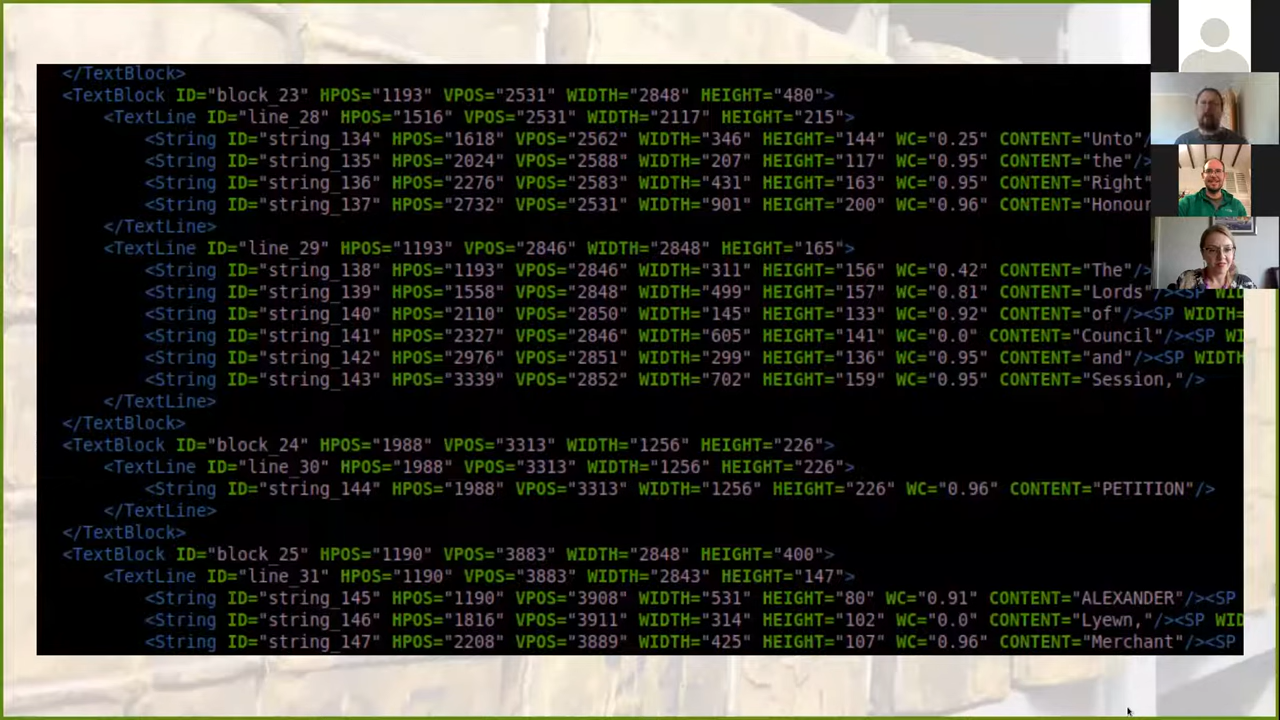 </TextBlock>
<TextBlock ID="block_23" HPOS="1193" VPOS="2531" WIDTH="2848" HEIGHT="480">
<TextLine ID="line_28" HPOS="1516" VPOS="2531" WIDTH="2117" HEIGHT="215">
<String ID="string_134" HPOS="1618" VPOS="2562" WIDTH="346" HEIGHT="144" WC="0.25" CONTENT="Unto"/
<String ID="string_135" HPOS="2024" VPOS="2588" WIDTH="207" HEIGHT="117" WC="0.95" CONTENT="the"/>
<String ID="string_136" HPOS="2276" VPOS="2583" WIDTH="431" HEIGHT="163" WC="0.95" CONTENT="Right"
<String ID="string_137" HPOS="2732" VPOS="2531" WIDTH="901" HEIGHT="200" WC="0.96" CONTENT="Honour
</TextLine>
<TextLine ID="line_29" HPOS="1193" VPOS="2846" WIDTH="2848" HEIGHT="165">
<String ID="string_138" HPOS="1193" VPOS="2846" WIDTH="311" HEIGHT="156" WC="0.42" CONTENT="The"/>
<String ID="string_139" HPOS="1558" VPOS="2848" WIDTH="499" HEIGHT="157" WC="0.81" CONTENT="Lords"/><SP WID
<String ID="string_140" HPOS="2110" VPOS="2850" WIDTH="145" HEIGHT="133" WC="0.92" CONTENT="of"/><SP WIDTH=
<String ID="string_141" HPOS="2327" VPOS="2846" WIDTH="605" HEIGHT="141" WC="0.0" CONTENT="Council"/><SP WI
<String ID="string_142" HPOS="2976" VPOS="2851" WIDTH="299" HEIGHT="136" WC="0.95" CONTENT="and"/><SP WIDTH
<String ID="string_143" HPOS="3339" VPOS="2852" WIDTH="702" HEIGHT="159" WC="0.95" CONTENT="Session,"/>
</TextLine>
</TextBlock>
<TextBlock ID="block_24" HPOS="1988" VPOS="3313" WIDTH="1256" HEIGHT="226">
<TextLine ID="line_30" HPOS="1988" VPOS="3313" WIDTH="1256" HEIGHT="226">
<String ID="string_144" HPOS="1988" VPOS="3313" WIDTH="1256" HEIGHT="226" WC="0.96" CONTENT="PETITION"/>
</TextLine>
</TextBlock>
<TextBlock ID="block_25" HPOS="1190" VPOS="3883" WIDTH="2848" HEIGHT="400">
<TextLine ID="line_31" HPOS="1190" VPOS="3883" WIDTH="2843" HEIGHT="147">
<String ID="string_145" HPOS="1190" VPOS="3908" WIDTH="531" HEIGHT="80" WC="0.91" CONTENT="ALEXANDER"/><SP
<String ID="string_146" HPOS="1816" VPOS="3911" WIDTH="314" HEIGHT="102" WC="0.0" CONTENT="Lyewn,"/><SP WID
<String ID="string_147" HPOS="2208" VPOS="3889" WIDTH="425" HEIGHT="107" WC="0.96" CONTENT="Merchant"/><SP